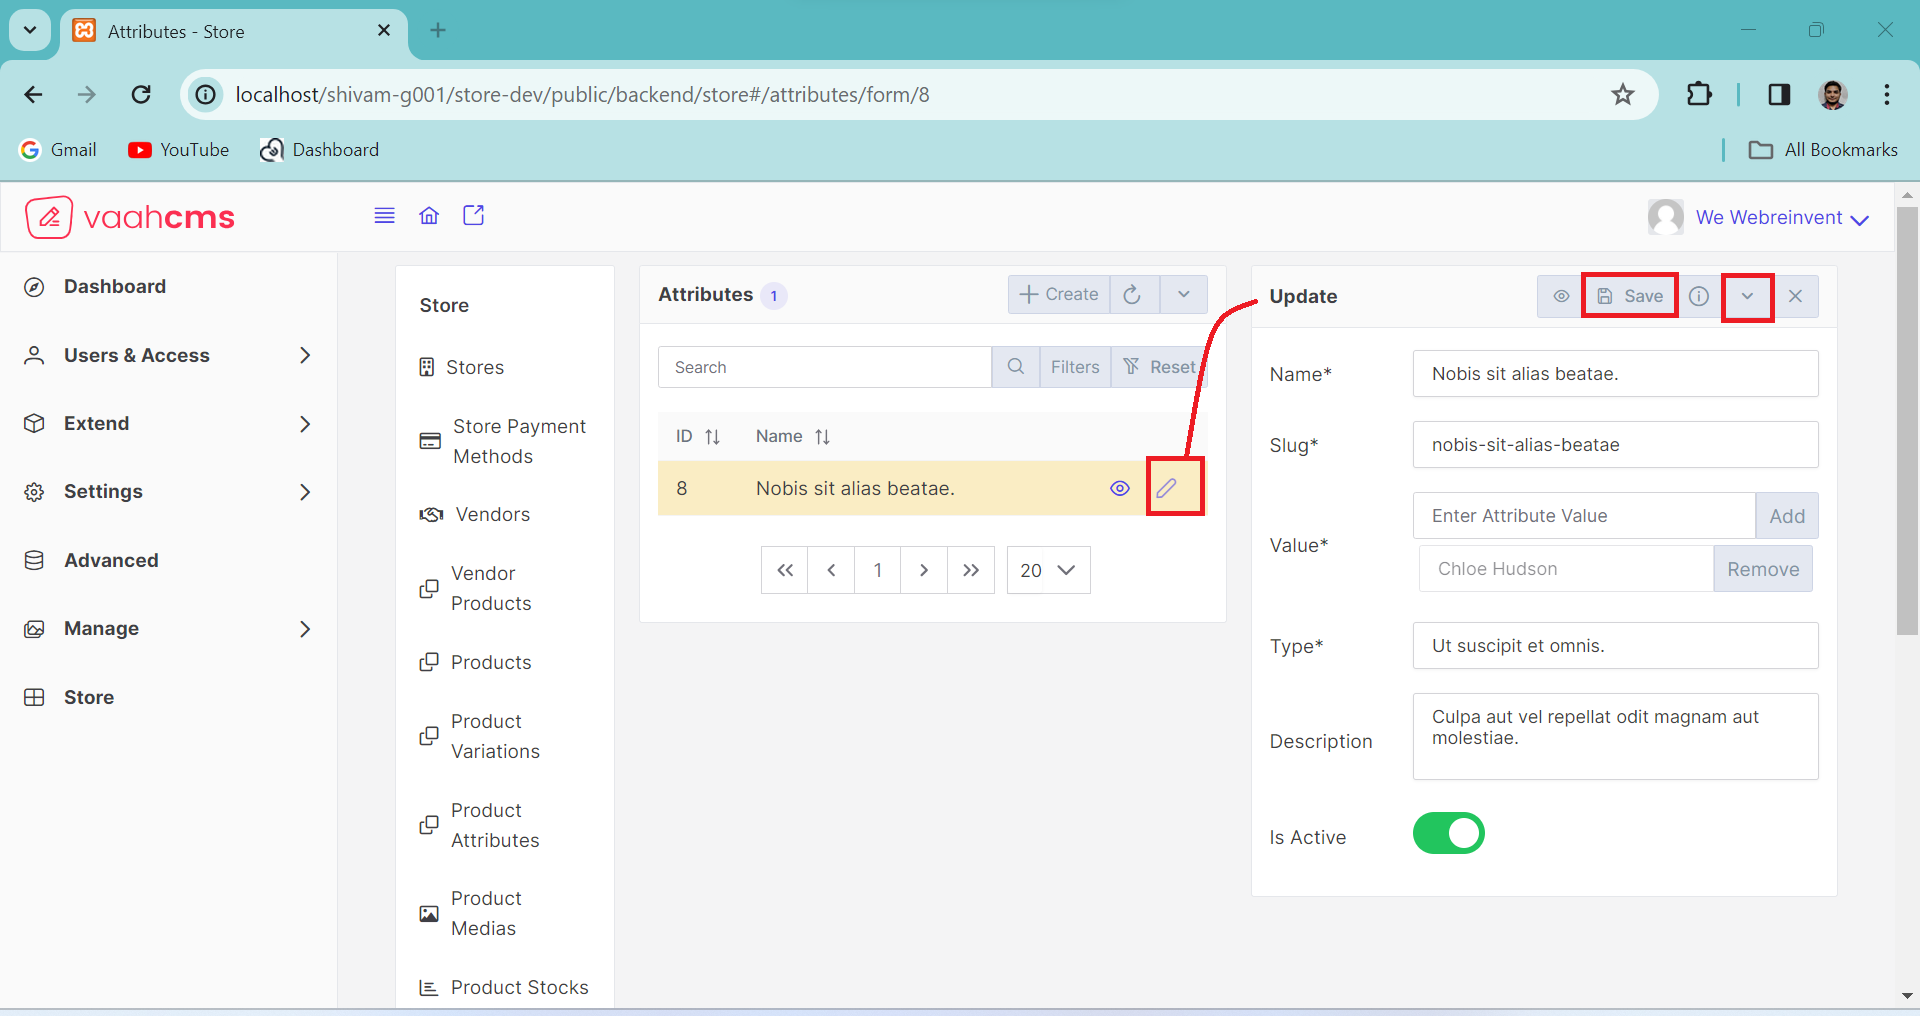 Attributes - Store
localhost/shivam-g001/store-dev/public/backend/store#/attributes/form/8
Gmail
YouTube
Dashboard
All Bookmarks
vaahcms
We Webreinvent
Dashboard
Users & Access
Extend
Settings
Advanced
Manage
Store
Store
Stores
Store Payment
Methods
Vendors
Vendor
Products
Products
Product
Variations
Product
Attributes
Product
Medias
Product Stocks
Attributes 1
Create
Search
Filters
Reset
ID
Name
8
Nobis sit alias beatae.
1
20
Update
Save
Name*
Nobis sit alias beatae.
Slug*
nobis-sit-alias-beatae
Value*
Enter Attribute Value
Add
Chloe Hudson
Remove
Type*
Ut suscipit et omnis.
Description
Culpa aut vel repellat odit magnam aut
molestiae.
Is Active